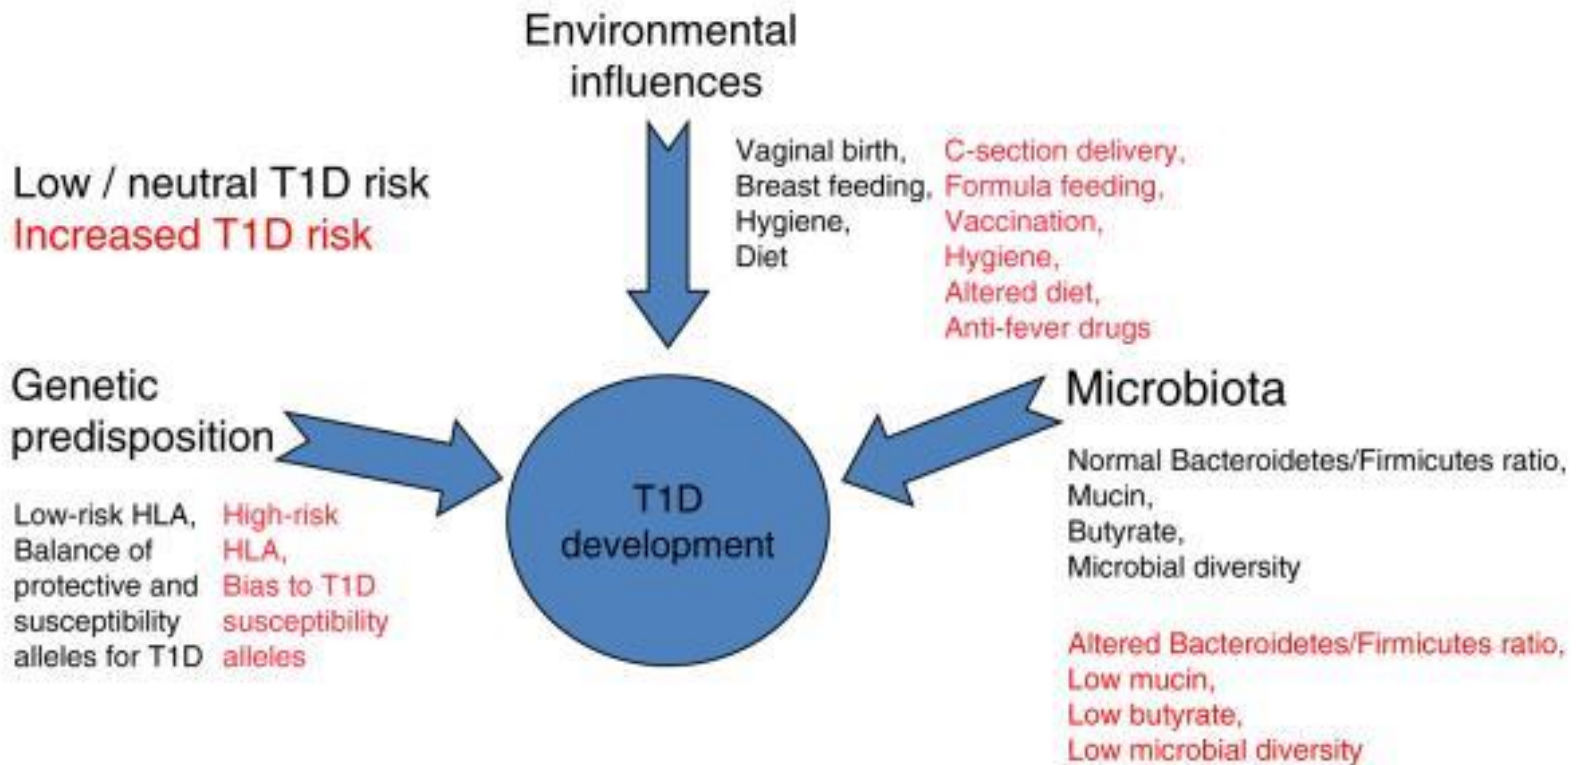 Environmental
influences
Low / neutral T1D risk
Increased T1D risk
Vaginal birth,
Breast feeding,
Hygiene,
Diet
C-section delivery,
Formula feeding,
Vaccination,
Hygiene,
Altered diet,
Anti-fever drugs
Genetic
predisposition
Low-risk HLA,
Balance of
protective and
susceptibility
alleles for T1D
High-risk
HLA,
Bias to T1D
susceptibility
alleles
T1D
development
Microbiota
Normal Bacteroidetes/Firmicutes ratio,
Mucin,
Butyrate,
Microbial diversity
Altered Bacteroidetes/Firmicutes ratio,
Low mucin,
Low butyrate,
Low microbial diversity